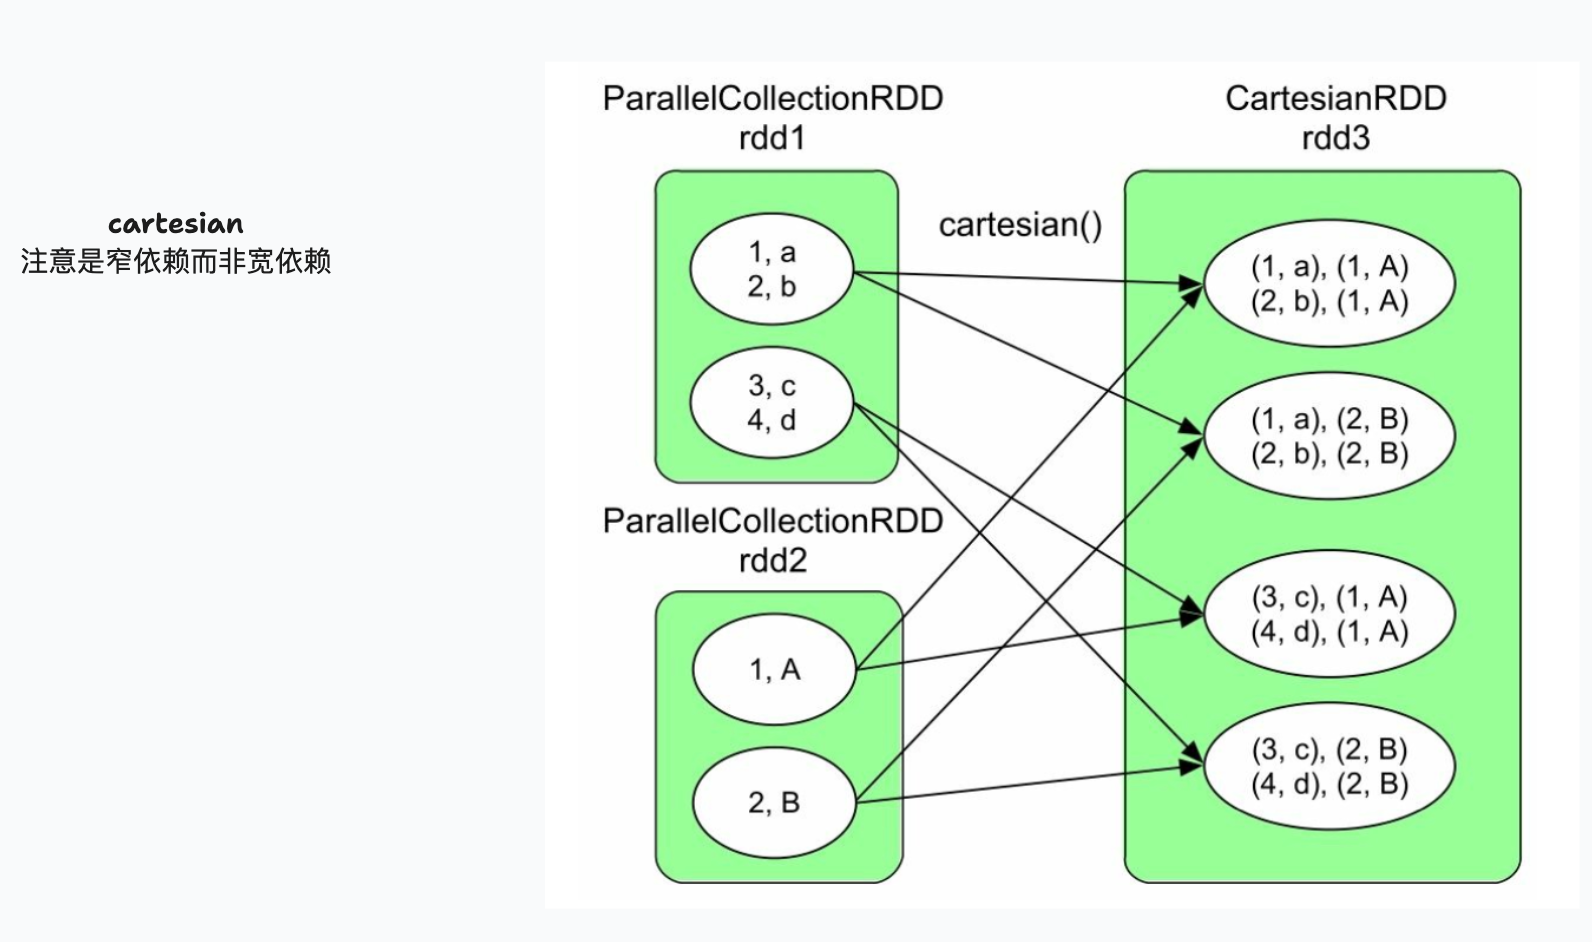 cartesian
注意是窄依赖而非宽依赖
ParallelCollectionRDD
rdd1
1, a
2, b
3, c
4, d
ParallelCollectionRDD
rdd2
1, A
2, B
cartesian()
CartesianRDD
rdd3
(1, a), (1, A)
(2, b), (1, A)
(1, a), (2, B)
(2, b), (2, B)
(3, c), (1, A)
(4, d), (1, A)
(3, c), (2, B)
(4, d), (2, B)